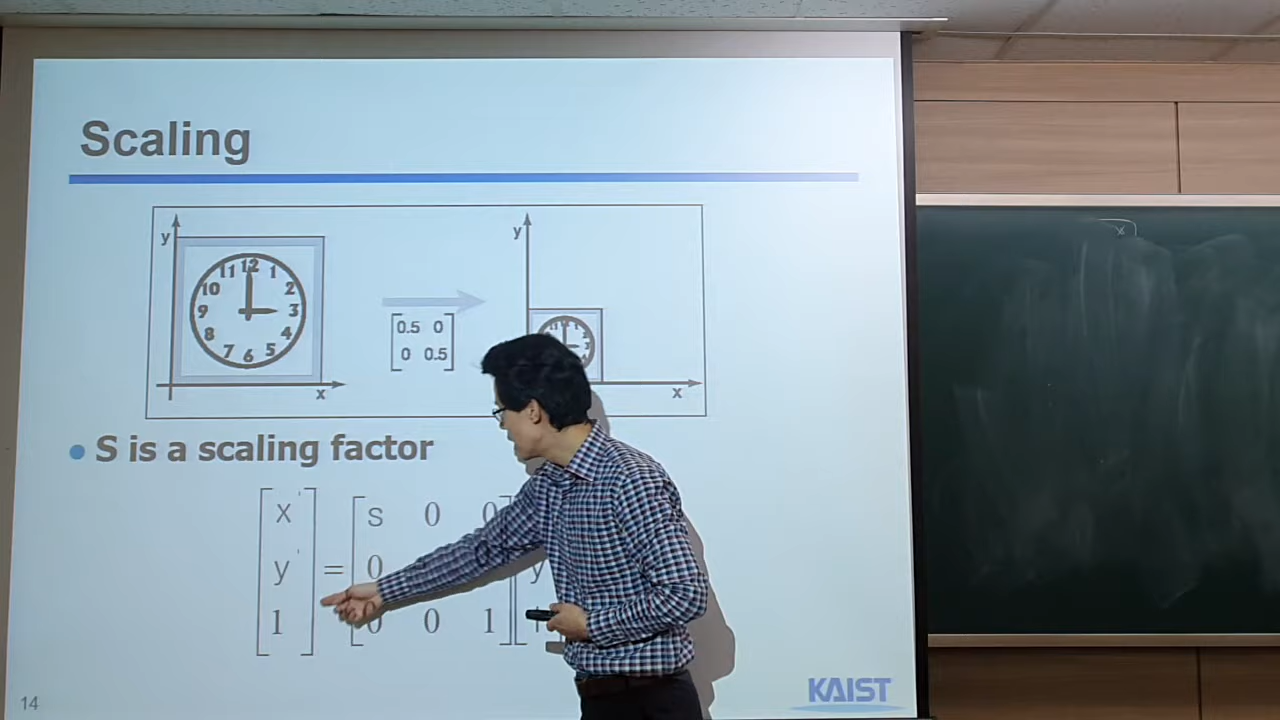 Scaling
y
y
11 12 1
10 2
9 3
8 4
7 6 5
0.5 0
0 0.5
x
x
S is a scaling factor
x' s 0 0
y' = 0 y
1 0 0 1 1
14
KAIST
x